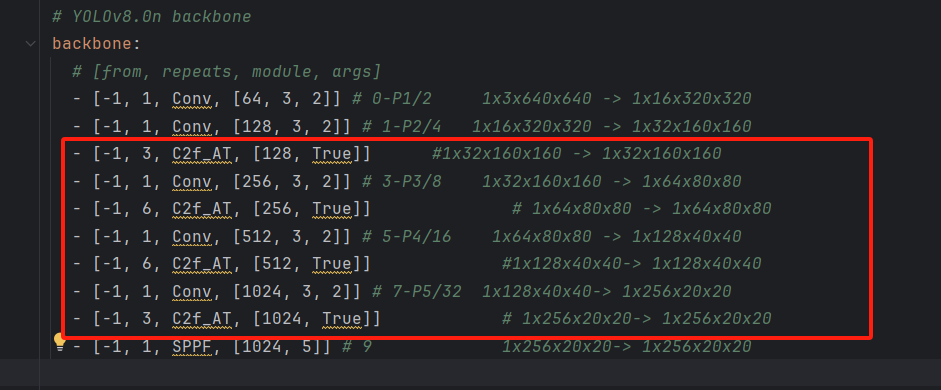 # YOLOv8.0n backbone
backbone:
# [from, repeats, module, args]
- [-1, 1, Conv, [64, 3, 2]] # 0-P1/2 1x3x640x640 -> 1x16x320x320
- [-1, 1, Conv, [128, 3, 2]] # 1-P2/4 1x16x320x320 -> 1x32x160x160
- [-1, 3, C2f_AT, [128, True]] #1x32x160x160 -> 1x32x160x160
- [-1, 1, Conv, [256, 3, 2]] # 3-P3/8 1x32x160x160 -> 1x64x80x80
- [-1, 6, C2f_AT, [256, True]] # 1x64x80x80 -> 1x64x80x80
- [-1, 1, Conv, [512, 3, 2]] # 5-P4/16 1x64x80x80 -> 1x128x40x40
- [-1, 6, C2f_AT, [512, True]] #1x128x40x40-> 1x128x40x40
- [-1, 1, Conv, [1024, 3, 2]] # 7-P5/32 1x128x40x40-> 1x256x20x20
- [-1, 3, C2f_AT, [1024, True]] # 1x256x20x20-> 1x256x20x20
- [-1, 1, SPPF, [1024, 5]] # 9 1x256x20x20-> 1x256x20x20